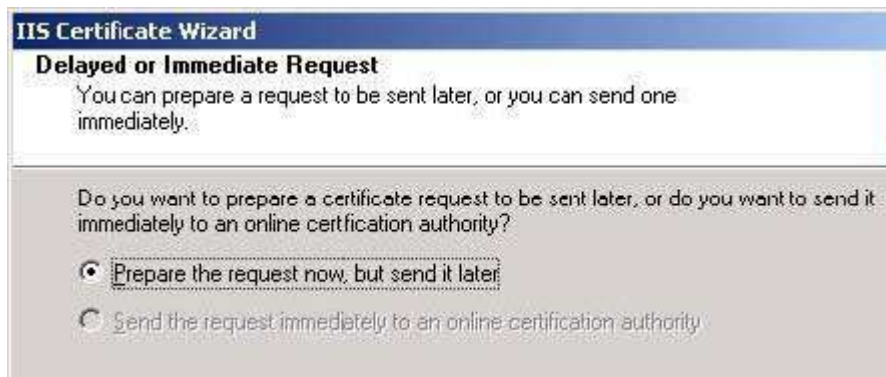 IIS Certificate Wizard
Delayed or Immediate Request
You can prepare a request to be sent later, or you can send one
immediately.
Do you want to prepare a certificate request to be sent later, or do you want to send it
immediately to an online certfication authority?
Prepare the request now, but send it later
Send the request immediately to an online certification authority